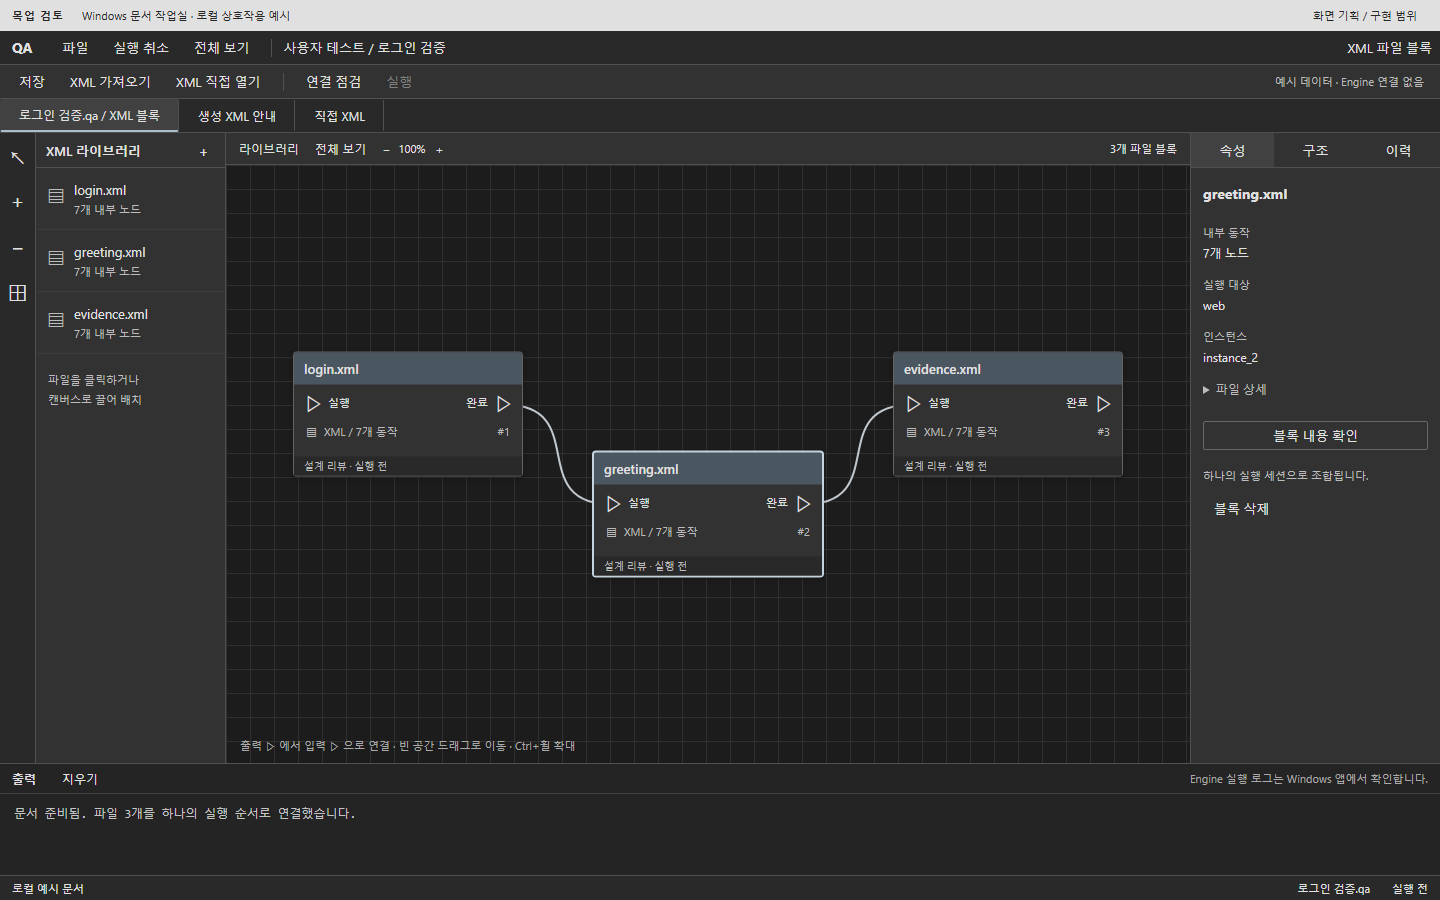 목업 검토 Windows 문서 작업실 · 로컬 상호작용 예시 화면 기획 / 구현 범위
QA 파일 실행 취소 전체 보기 사용자 테스트 / 로그인 검증 XML 파일 블록
저장 XML 가져오기 XML 직접 열기 연결 점검 실행 예시 데이터 · Engine 연결 없음
로그인 검증.qa / XML 블록 생성 XML 안내 직접 XML
XML 라이브러리 +
login.xml
7개 내부 노드
greeting.xml
7개 내부 노드
evidence.xml
7개 내부 노드
파일을 클릭하거나
캔버스로 끌어 배치
라이브러리 전체 보기 − 100% + 3개 파일 블록
login.xml
실행 완료
XML / 7개 동작 #1
설계 리뷰 · 실행 전
greeting.xml
실행 완료
XML / 7개 동작 #2
설계 리뷰 · 실행 전
evidence.xml
실행 완료
XML / 7개 동작 #3
설계 리뷰 · 실행 전
출력 ▷ 에서 입력 ▷ 으로 연결 · 빈 공간 드래그로 이동 · Ctrl+휠 확대
속성 구조 이력
greeting.xml
내부 동작
7개 노드
실행 대상
web
인스턴스
instance_2
▶ 파일 상세
블록 내용 확인
하나의 실행 세션으로 조합됩니다.
블록 삭제
출력 지우기 Engine 실행 로그는 Windows 앱에서 확인합니다.
문서 준비됨. 파일 3개를 하나의 실행 순서로 연결했습니다.
로컬 예시 문서 로그인 검증.qa 실행 전